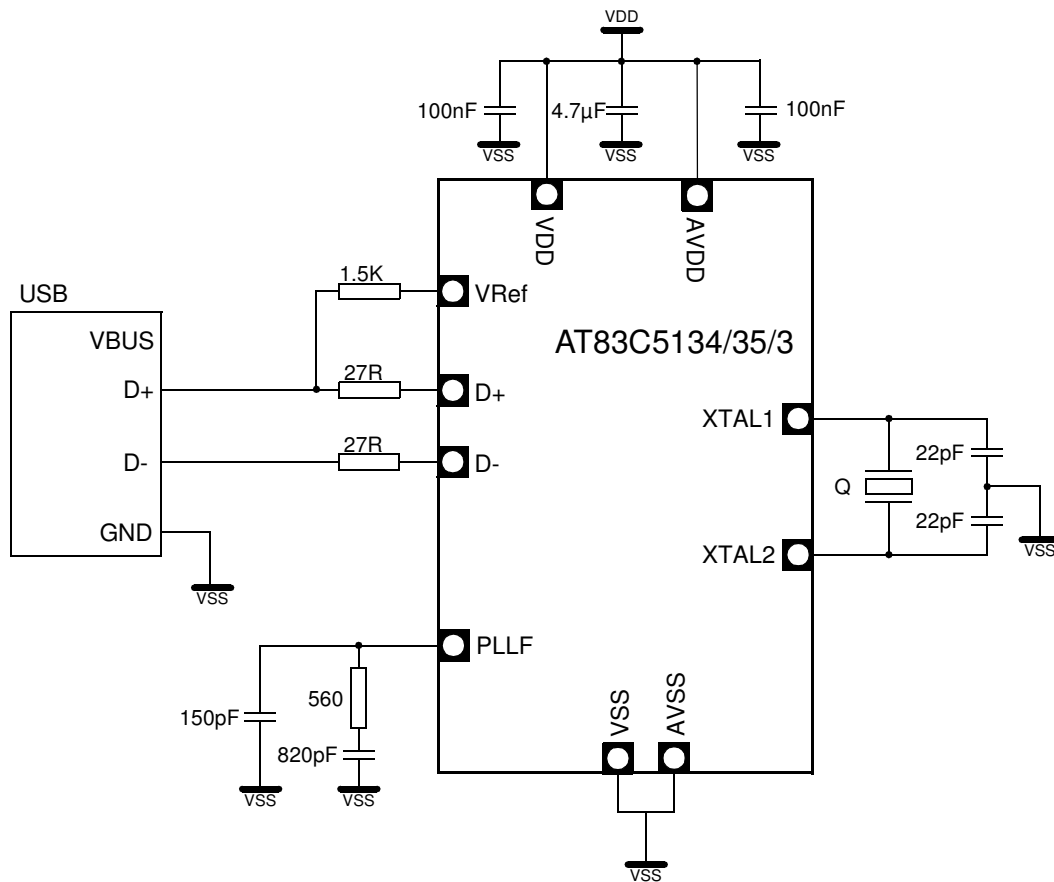 VDD
100nF
4.7µF
100nF
VSS
VSS
VSS
VDD
AVDD
1.5K
VRef
USB
VBUS
AT83C5134/35/3
D+
27R
D+
XTAL1
D-
27R
D-
22pF
Q
22pF
GND
VSS
XTAL2
VSS
PLLF
560
150pF
820pF
VSS
AVSS
VSS
VSS
VSS